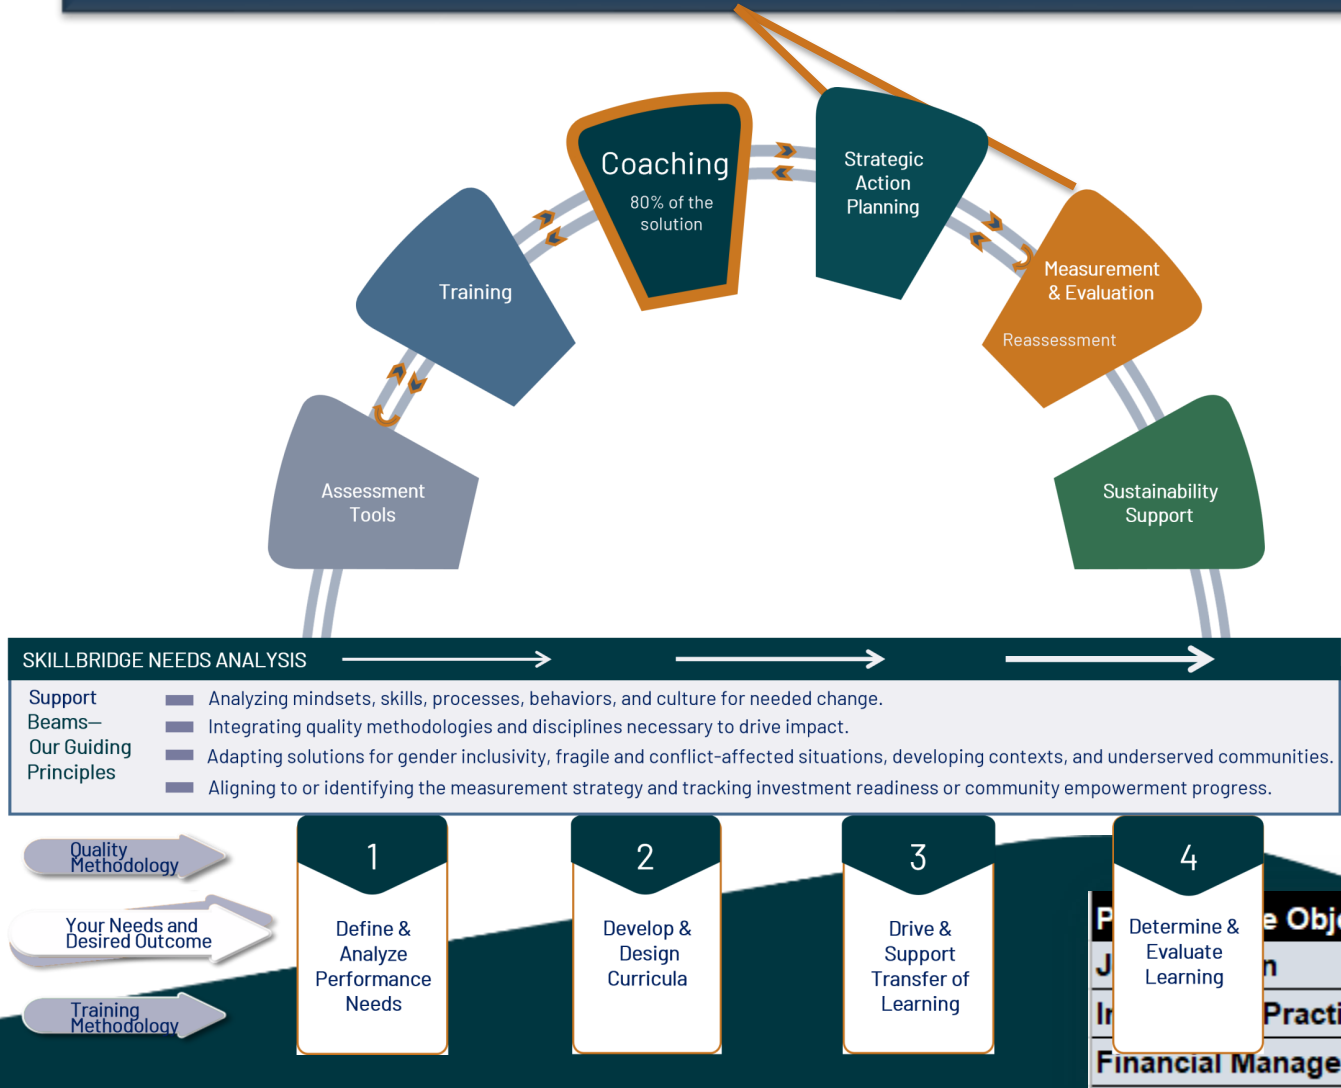 Coaching
80% of the
solution
Strategic
Action
Planning
Training
Measurement
& Evaluation
Reassessment
Assessment
Tools
Sustainability
Support
SKILLBRIDGE NEEDS ANALYSIS
Support
Beams—
Our Guiding
Principles
Analyzing mindsets, skills, processes, behaviors, and culture for needed change.
Integrating quality methodologies and disciplines necessary to drive impact.
Adapting solutions for gender inclusivity, fragile and conflict-affected situations, developing contexts, and underserved communities.
Aligning to or identifying the measurement strategy and tracking investment readiness or community empowerment progress.
Quality
Methodology
Your Needs and
Desired Outcome
Training
Methodology
1
Define &
Analyze
Performance
Needs
2
Develop &
Design
Curricula
3
Drive &
Support
Transfer of
Learning
4
Determine &
Evaluate
Learning
Financial